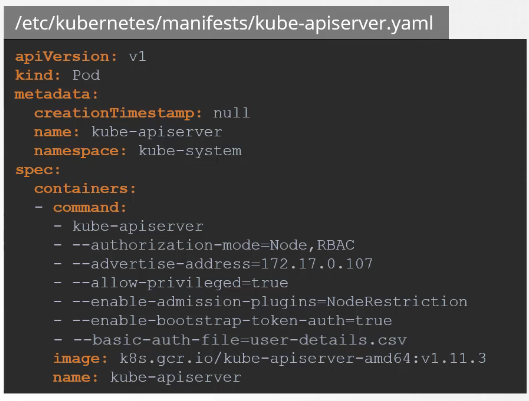 /etc/kubernetes/manifests/kube-apiserver.yaml
apiVersion: v1
kind: Pod
metadata:
  creationTimestamp: null
  name: kube-apiserver
  namespace: kube-system
spec:
  containers:
  - command:
    - kube-apiserver
    - --authorization-mode=Node,RBAC
    - --advertise-address=172.17.0.107
    - --allow-privileged=true
    - --enable-admission-plugins=NodeRestriction
    - --enable-bootstrap-token-auth=true
    - --basic-auth-file=user-details.csv
    image: k8s.gcr.io/kube-apiserver-amd64:v1.11.3
    name: kube-apiserver